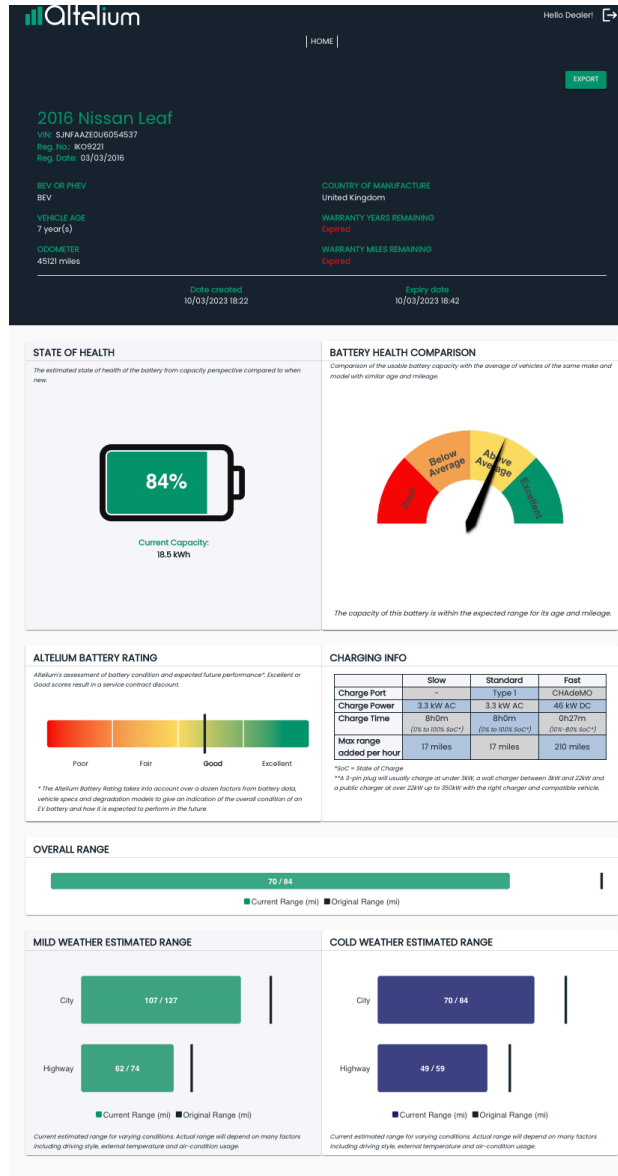 altelium
Hello Dealer!
| HOME |
EXPORT
2016 Nissan Leaf
VIN: SJNFAAZE0U6054537
Reg. No.: IKO9221
Reg. Date: 03/03/2016
BEV OR PHEV
BEV
COUNTRY OF MANUFACTURE
United Kingdom
VEHICLE AGE
7 year(s)
WARRANTY YEARS REMAINING
Expired
ODOMETER
45121 miles
WARRANTY MILES REMAINING
Expired
Date created
10/03/2023 18:22
Expiry date
10/03/2023 18:42
STATE OF HEALTH
The estimated state of health of the battery from capacity perspective compared to when
new.
84%
Current Capacity:
18.5 kWh
BATTERY HEALTH COMPARISON
Comparison of the usable battery capacity with the average of vehicles of the same make and
model with similar age and mileage.
Poor
Below
Average
Above
Average
Excellent
The capacity of this battery is within the expected range for its age and mileage.
ALTELIUM BATTERY RATING
Altelium's assessment of battery condition and expected future performance*. Excellent or
Good scores result in a service contract discount.
Poor Fair Good Excellent
* The Altelium Battery Rating takes into account over a dozen factors from battery data,
vehicle specs and degradation models to give an indication of the overall condition of an
EV battery and how it is expected to perform in the future.
CHARGING INFO
Slow Standard Fast
Charge Port - Type 1 CHAdeMO
Charge Power 3.3 kW AC 3.3 kW AC 46 kW DC
Charge Time 8h0m 8h0m 0h27m
(0% to 100% SoC*) (0% to 100% SoC*) (10%-80% SoC*)
Max range
added per hour 17 miles 17 miles 210 miles
*SoC = State of Charge
**A 3-pin plug will usually charge at under 3kW, a wall charger between 3kW and 22kW and
a public charger at over 22kW up to 350kW with the right charger and compatible vehicle.
OVERALL RANGE
70 / 84
Current Range (mi) Original Range (mi)
MILD WEATHER ESTIMATED RANGE
City 107 / 127
Highway 62 / 74
Current Range (mi) Original Range (mi)
Current estimated range for varying conditions. Actual range will depend on many factors
including driving style, external temperature and air-condition usage.
COLD WEATHER ESTIMATED RANGE
City 70 / 84
Highway 49 / 59
Current Range (mi) Original Range (mi)
Current estimated range for varying conditions. Actual range will depend on many factors
including driving style, external temperature and air-condition usage.